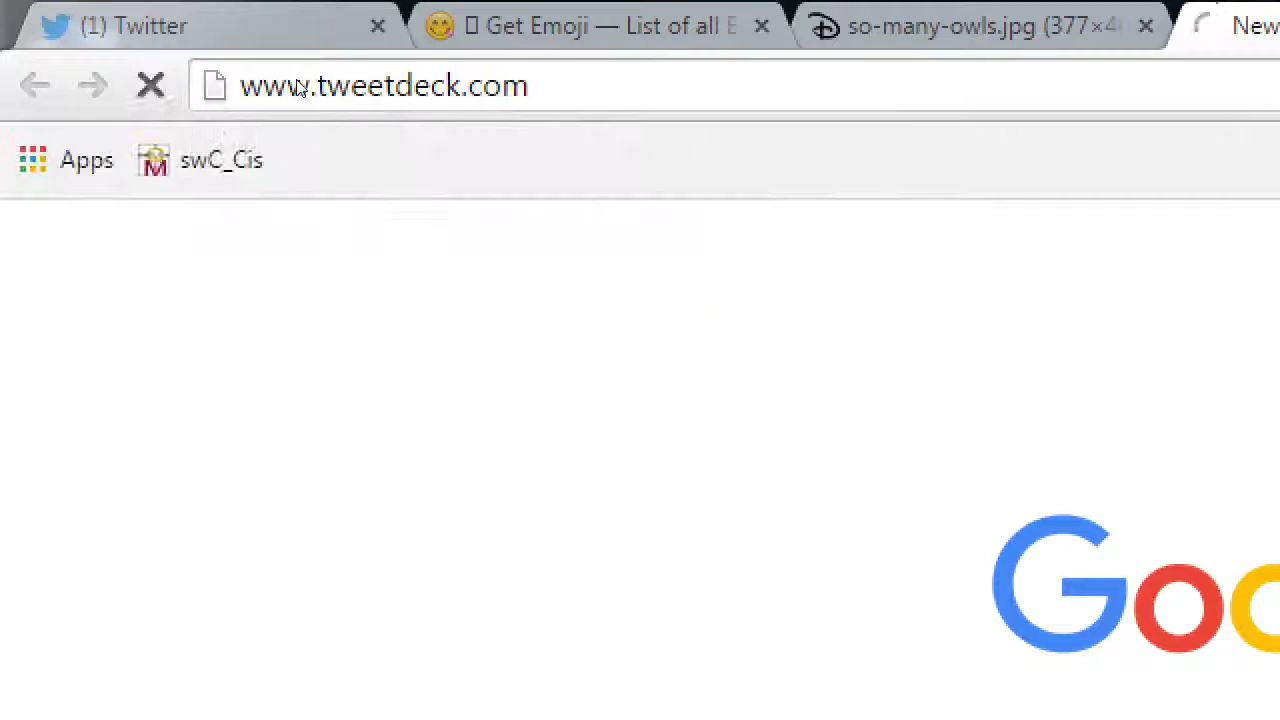 (1) Twitter
Get Emoji — List of all E
so-many-owls.jpg (377×4
New
www.tweetdeck.com
Apps
swC_Cis
Goo